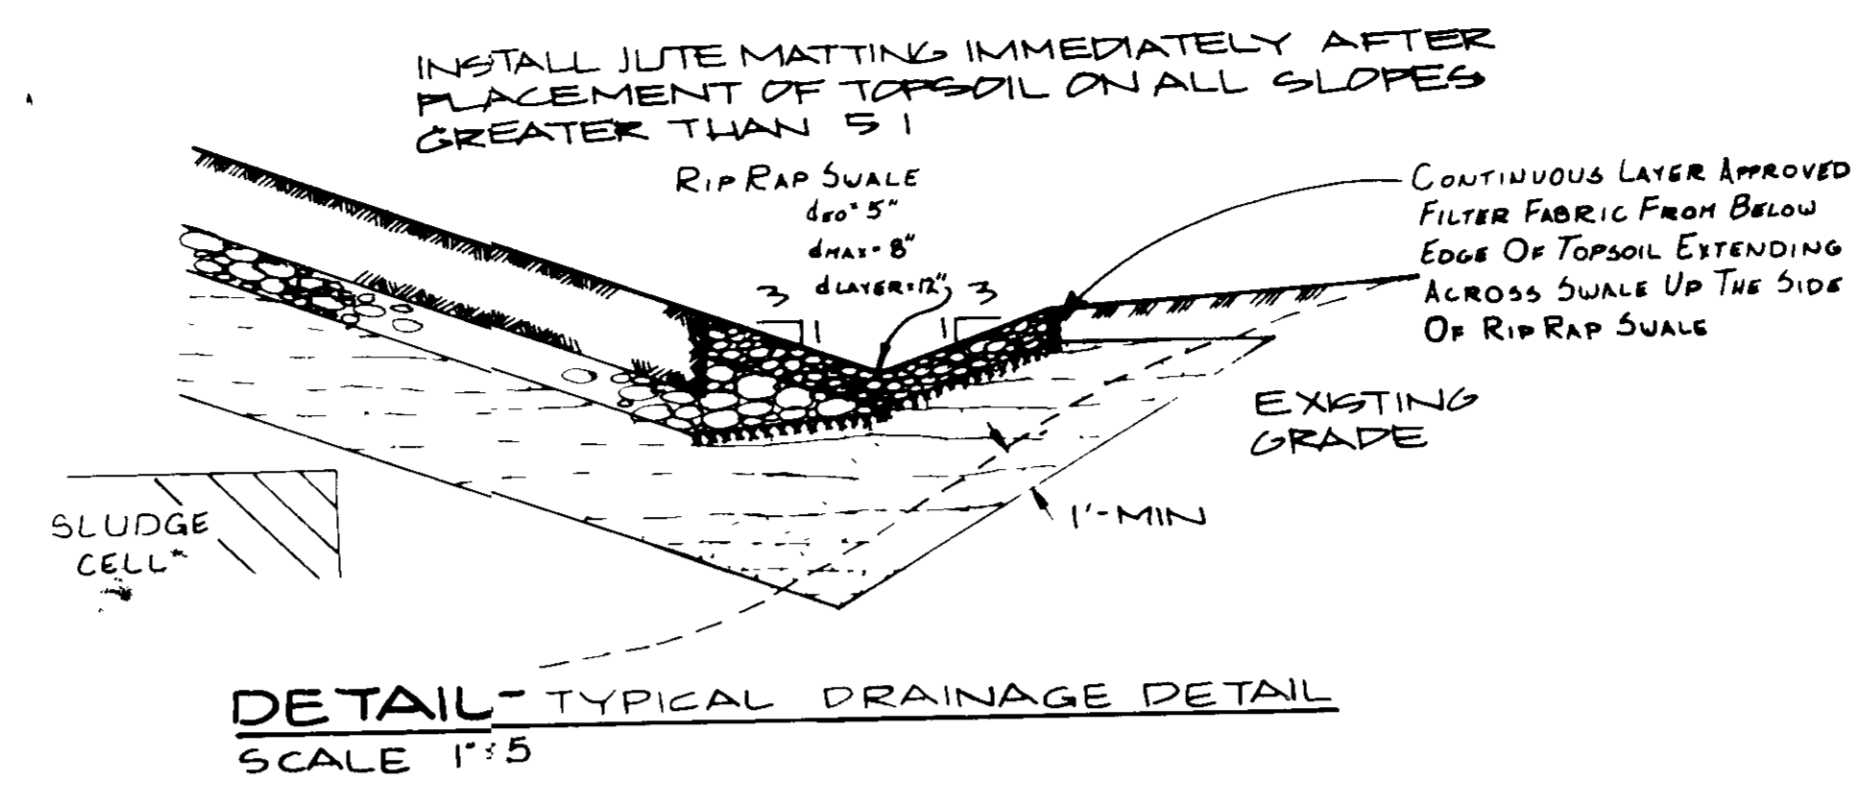 INSTALL JUTE MATTING IMMEDIATELY AFTER
PLACEMENT OF TOPSOIL ON ALL SLOPES
GREATER THAN 5 1
RIP RAP SWALE
d50= 5"
dMAX= 8"
dLAYER=12"
3
1
1
3
CONTINUOUS LAYER APPROVED
FILTER FABRIC FROM BELOW
EDGE OF TOPSOIL EXTENDING
ACROSS SWALE UP THE SIDE
OF RIP RAP SWALE
EXISTING
GRADE
1'-MIN
SLUDGE
CELL*
DETAIL- TYPICAL DRAINAGE DETAIL
SCALE 1"=5